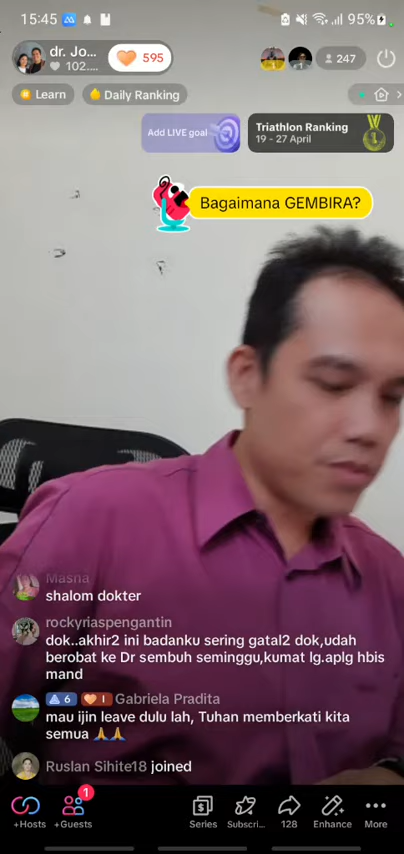 15:45
95%
dr. Jo...
102....
595
247
Learn
Daily Ranking
Add LIVE goal
Triathlon Ranking
19 - 27 April
Bagaimana GEMBIRA?
Masna
shalom dokter
rockyriaspengantin
dok..akhir2 ini badanku sering gatal2 dok,udah
berobat ke Dr sembuh seminggu,kumat lg.aplg hbis
mand
6 1 Gabriela Pradita
mau ijin leave dulu lah, Tuhan memberkati kita
semua 🙏🙏
Ruslan Sihite18 joined
1
+Hosts
+Guests
Series
Subscri...
128
Enhance
More